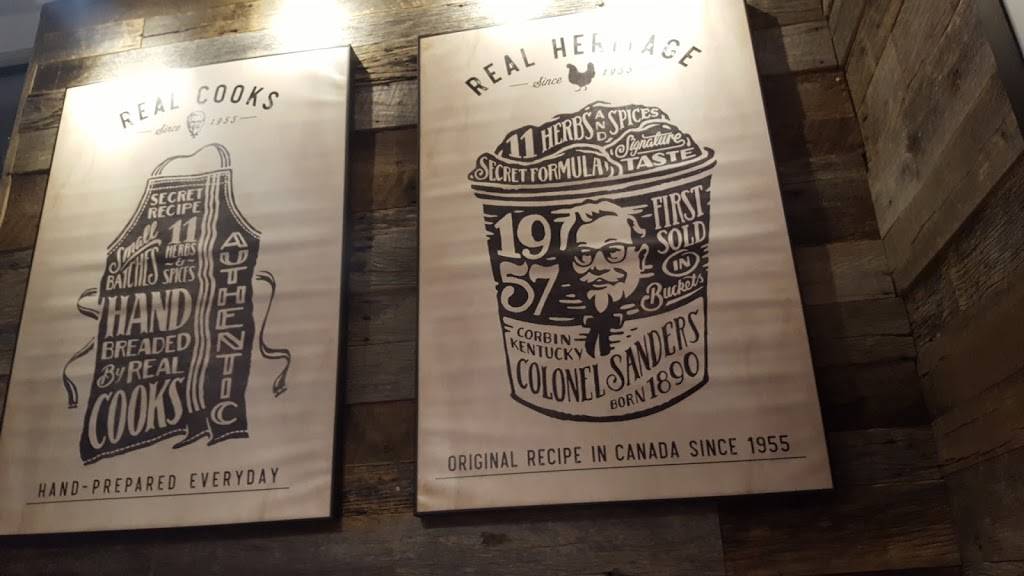 REAL COOKS
Since 1955
SECRET
RECIPE
Small
BATCHES
11
HERBS
AND
SPICES
HAND
BREADED
By REAL
COOKS
AUTHENTIC
HAND-PREPARED EVERYDAY
REAL HERITAGE
Since 1955
11 HERBS AND SPICES
SECRET FORMULA
Signature
TASTE
1957
FIRST
SOLD
IN
Buckets
CORBIN
KENTUCKY
COLONEL SANDERS
BORN 1890
ORIGINAL RECIPE IN CANADA SINCE 1955